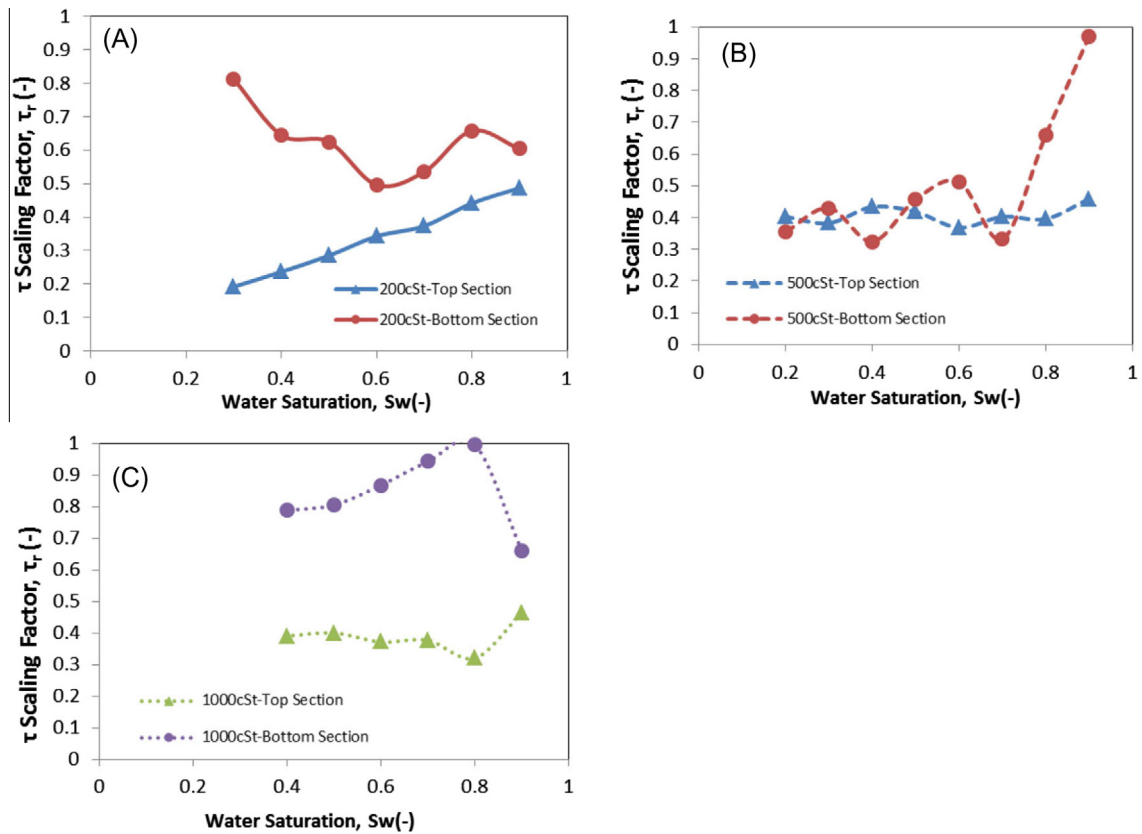 (A)
τ Scaling Factor, τr (-)
1
0.9
0.8
0.7
0.6
0.5
0.4
0.3
0.2
0.1
0
200cSt-Top Section
200cSt-Bottom Section
0 0.2 0.4 0.6 0.8 1
Water Saturation, Sw(-)
(B)
τ Scaling Factor, τr (-)
1
0.9
0.8
0.7
0.6
0.5
0.4
0.3
0.2
0.1
0
500cSt-Top Section
500cSt-Bottom Section
0 0.2 0.4 0.6 0.8 1
Water Saturation, Sw(-)
(C)
τ Scaling Factor, τr (-)
1
0.9
0.8
0.7
0.6
0.5
0.4
0.3
0.2
0.1
0
1000cSt-Top Section
1000cSt-Bottom Section
0 0.2 0.4 0.6 0.8 1
Water Saturation, Sw(-)